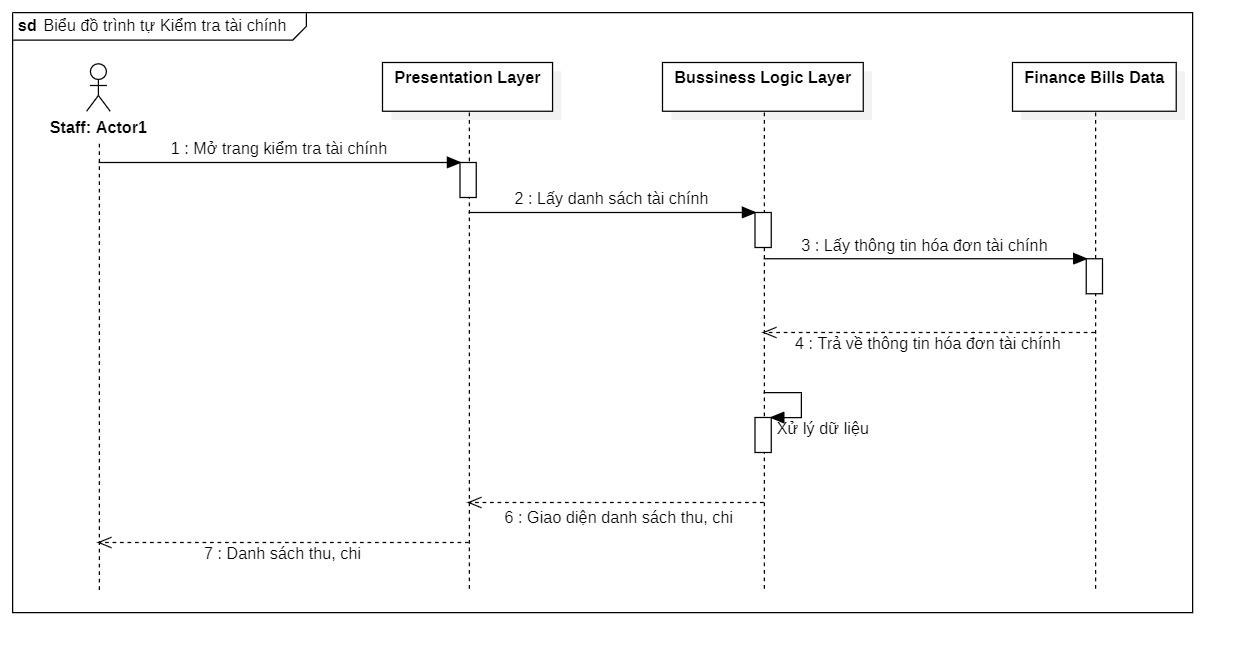 sd Biểu đồ trình tự Kiểm tra tài chính
Presentation Layer
Bussiness Logic Layer
Finance Bills Data
Staff: Actor1
1 : Mở trang kiểm tra tài chính
2 : Lấy danh sách tài chính
3 : Lấy thông tin hóa đơn tài chính
4 : Trả về thông tin hóa đơn tài chính
Xử lý dữ liệu
6 : Giao diện danh sách thu, chi
7 : Danh sách thu, chi